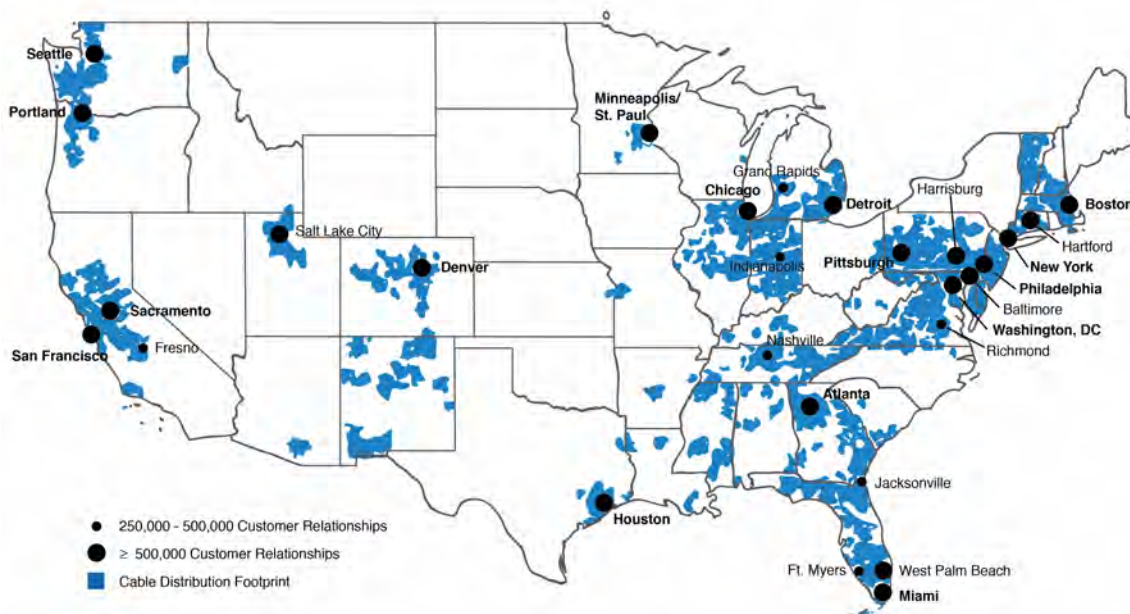 Seattle
Portland
Minneapolis/
St. Paul
Grand Rapids
Chicago
Detroit
Harrisburg
Boston
Hartford
New York
Pittsburgh
Philadelphia
Baltimore
Washington, DC
Richmond
Indianapolis
Salt Lake City
Denver
Sacramento
San Francisco
Fresno
Nashville
Atlanta
Jacksonville
Houston
Ft. Myers
West Palm Beach
Miami
250,000 - 500,000 Customer Relationships
≥ 500,000 Customer Relationships
Cable Distribution Footprint